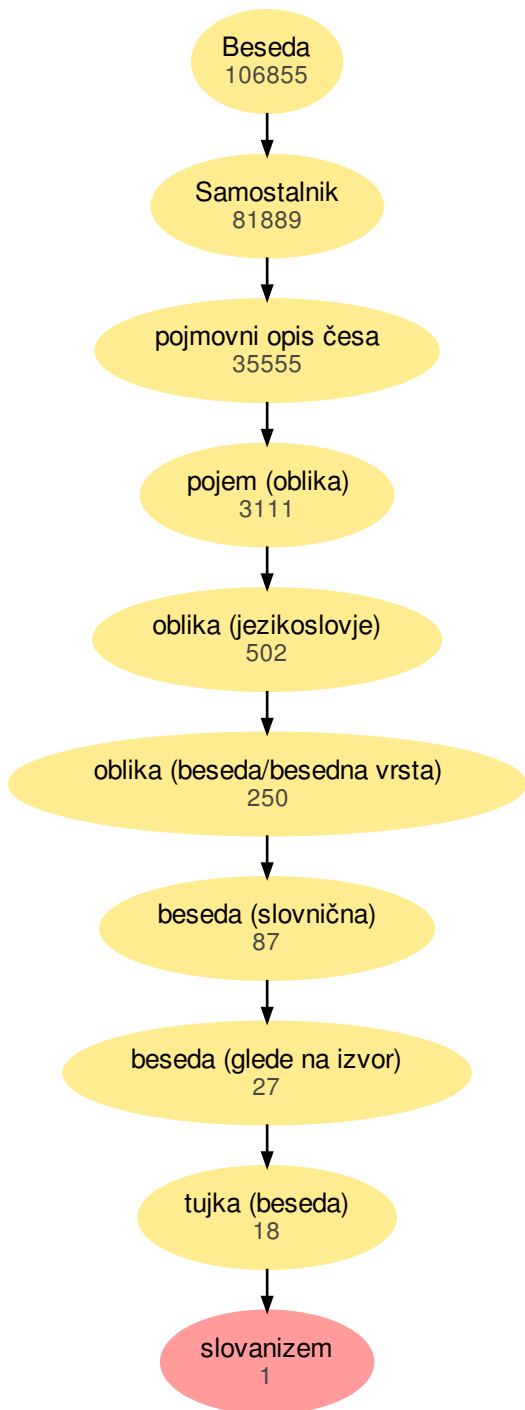 Beseda
106855
Samostalnik
81889
pojmovni opis česa
35555
pojem (oblika)
3111
oblika (jezikoslovje)
502
oblika (beseda/besedna vrsta)
250
beseda (slovnična)
87
beseda (glede na izvor)
27
tujka (beseda)
18
slovanizem
1